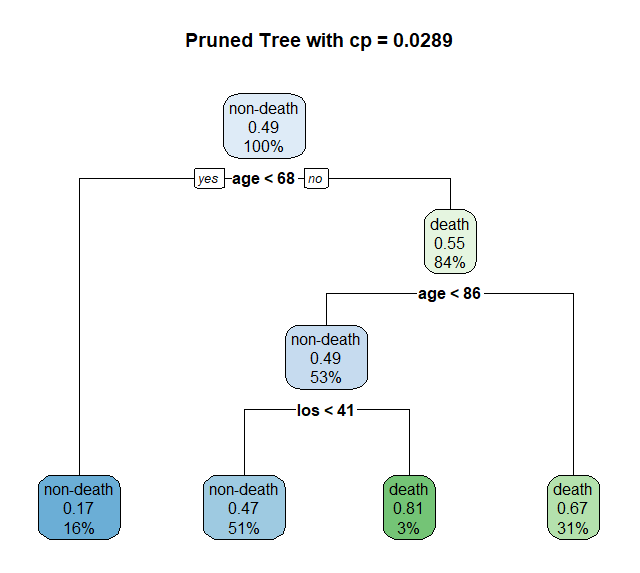 Pruned Tree with cp = 0.0289
non-death
0.49
100%
yes age < 68 no
death
0.55
84%
age < 86
non-death
0.49
53%
los < 41
non-death
0.17
16%
non-death
0.47
51%
death
0.81
3%
death
0.67
31%